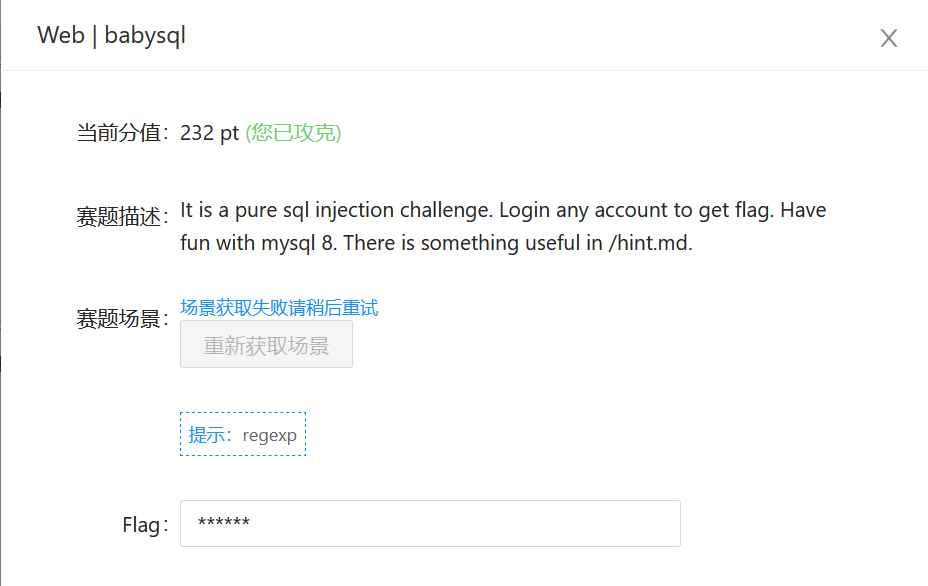 Web | babysql
当前分值： 232 pt (您已攻克)
赛题描述： It is a pure sql injection challenge. Login any account to get flag. Have
fun with mysql 8. There is something useful in /hint.md.
赛题场景： 场景获取失败请稍后重试
重新获取场景
提示： regexp
Flag： ******